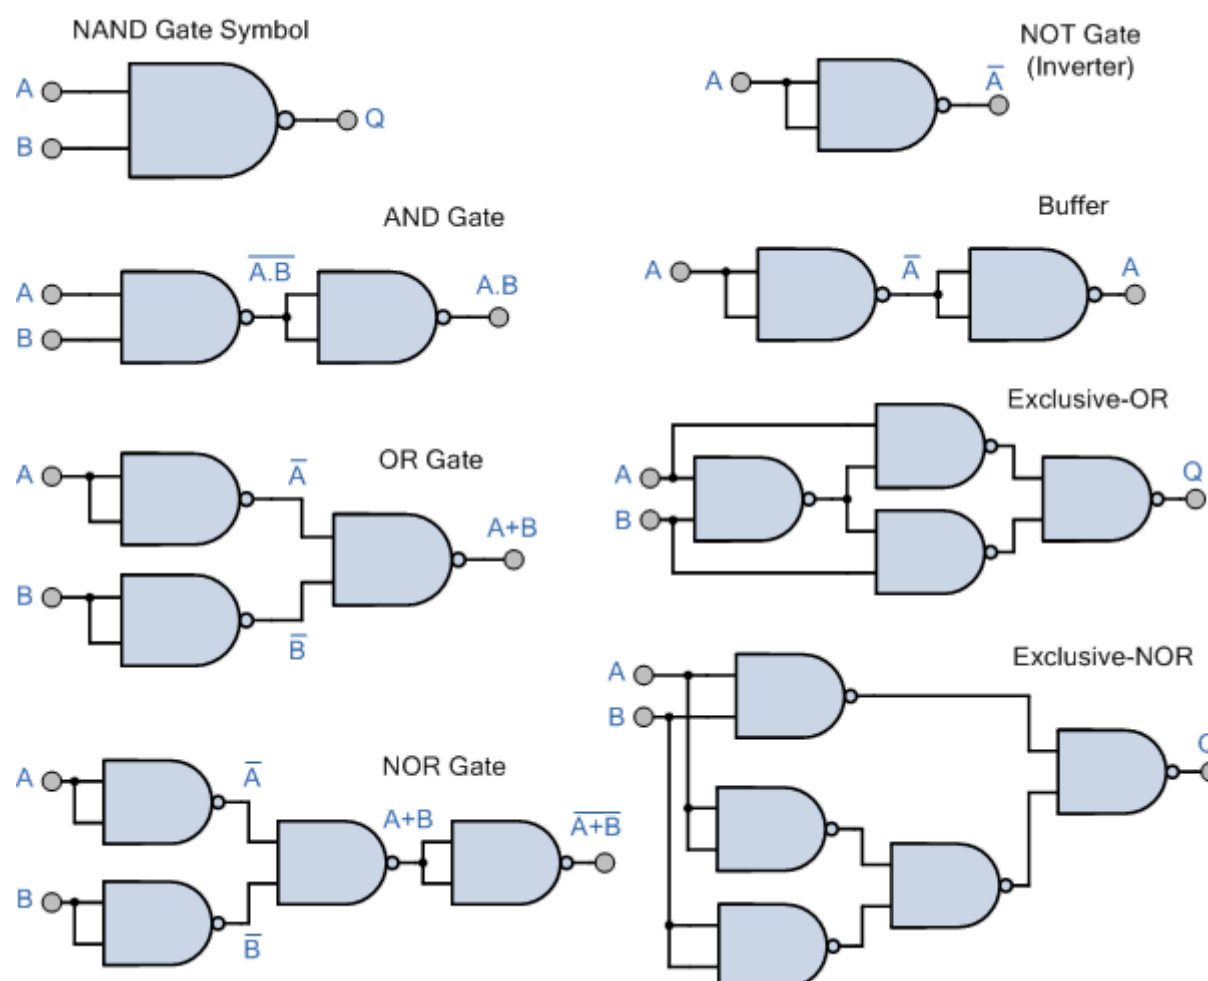 NAND Gate Symbol
A
B
Q
NOT Gate
(Inverter)
A
A̅
AND Gate
A
B
A̅.̅B̅
A.B
Buffer
A
A̅
A
OR Gate
A
A̅
B
B̅
A+B
Exclusive-OR
A
B
Q
NOR Gate
A
A̅
B
B̅
A+B
A̅+̅B̅
Exclusive-NOR
A
B